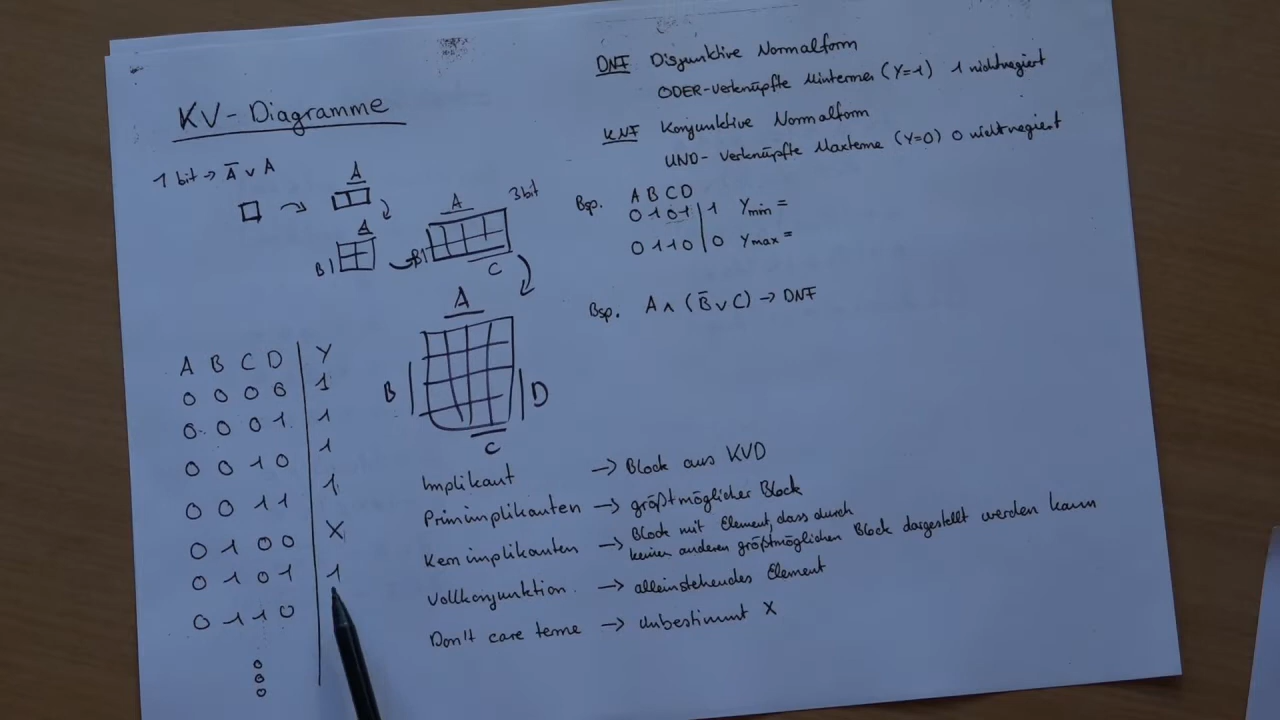 KV-Diagramme
1 bit → A̅ v A
A
A
B
A
3bit
B
C
A
B
D
C
A B C D | Y
0 0 0 0 | 1
0 0 0 1 | 1
0 0 1 0 | 1
0 0 1 1 | 1
0 1 0 0 | X
0 1 0 1 | 1
0 1 1 0
DNF Disjunktive Normalform
ODER-verknüpfte Minterme (Y=1) 1 nichtnegiert
KNF Konjunktive Normalform
UND-verknüpfte Maxterme (Y=0) 0 nichtnegiert
Bsp. A B C D
0 1 0 1 | 1 Ymin =
0 1 1 0 | 0 Ymax =
Bsp. A ∧ (B̅ v C) → DNF
Implikant → Block aus KVD
Primimplikanten → größtmöglicher Block
Kernimplikanten → Block mit Element, dass durch
keinen anderen größtmöglichen Block dargestellt werden kann
Vollkonjunktion. → alleinstehendes Element
Don't care terme → unbestimmt X